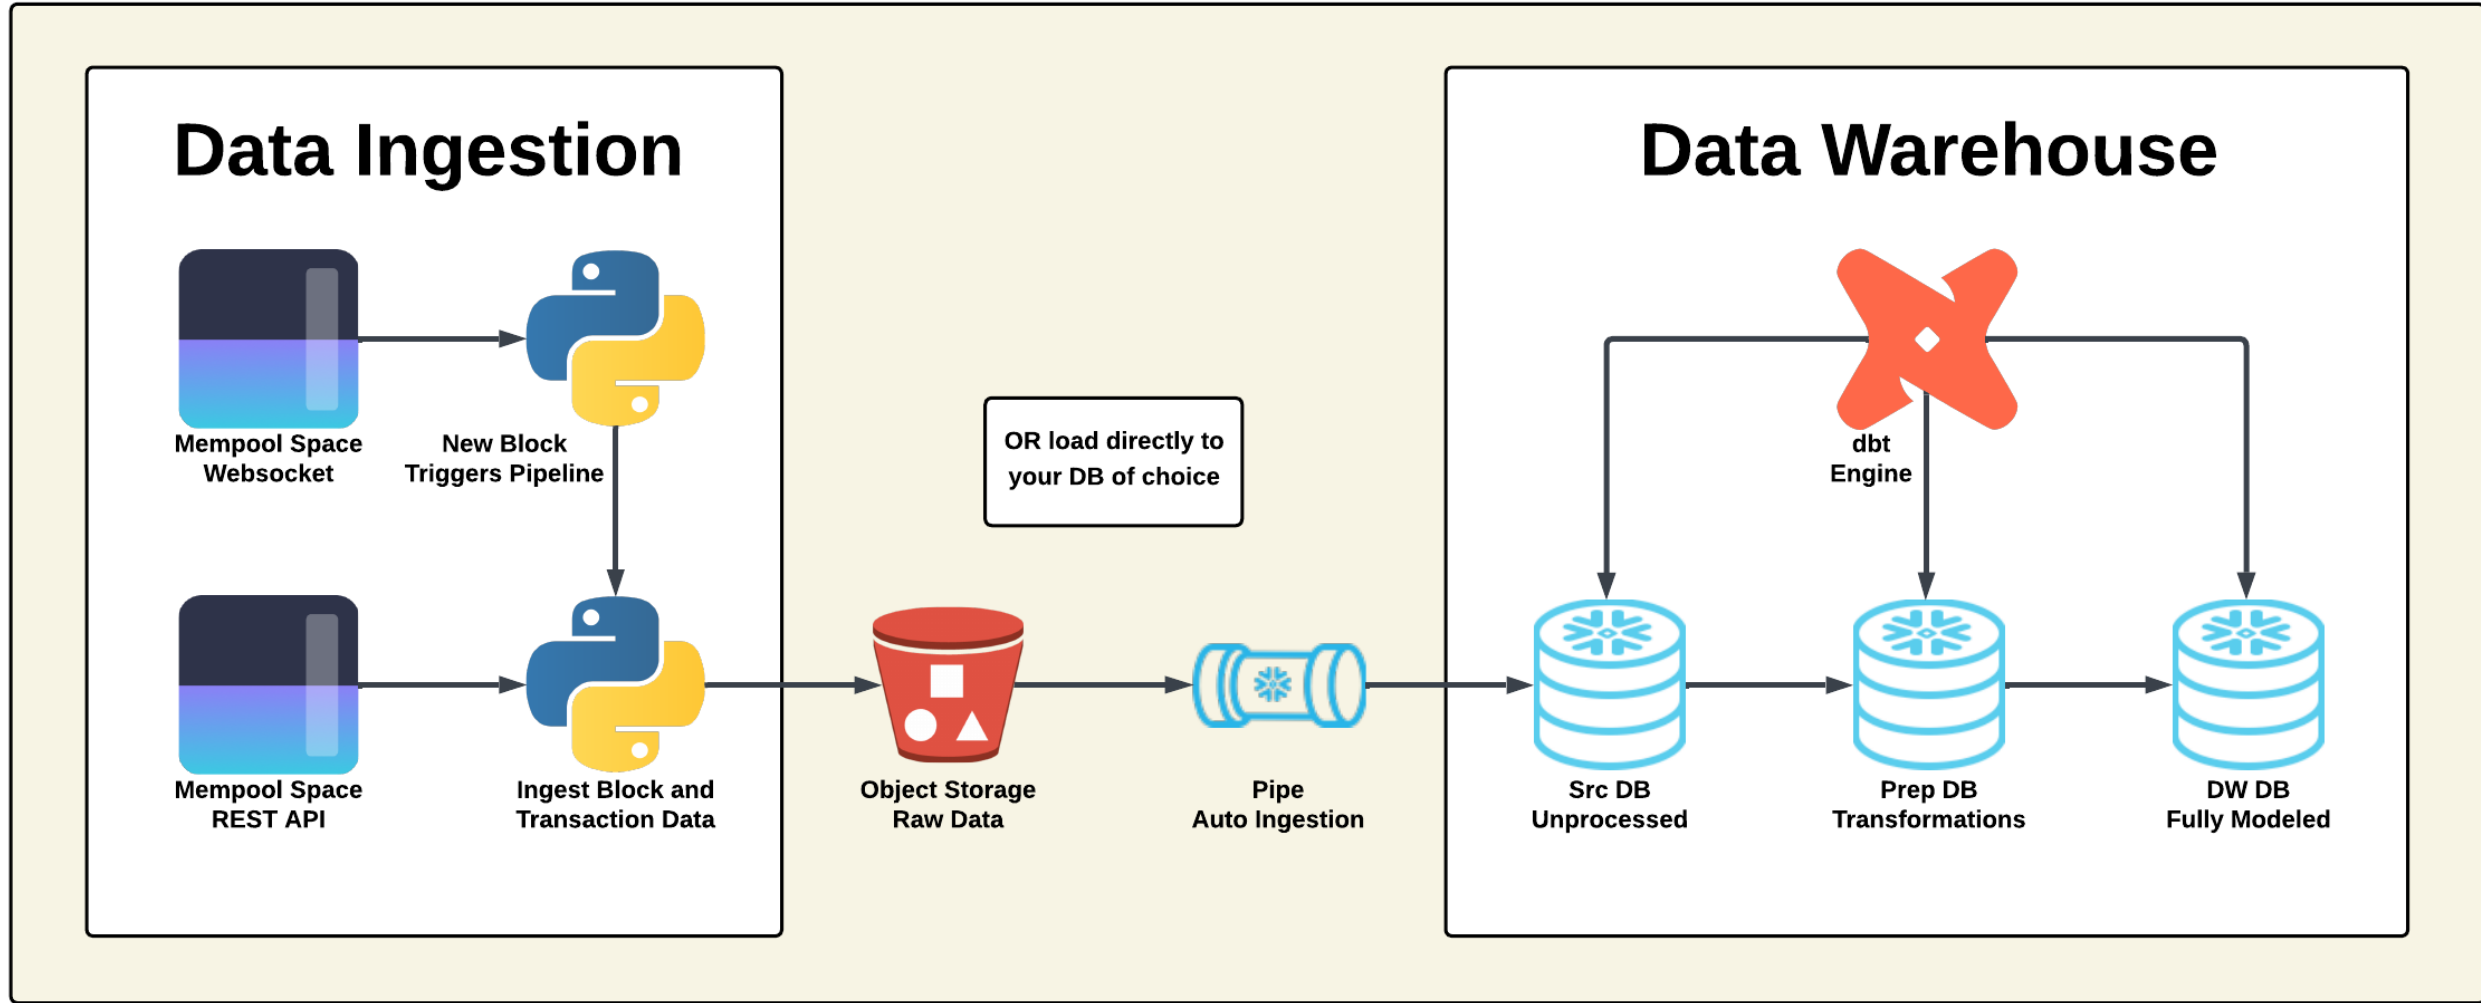 Data Ingestion
Data Warehouse
Mempool Space
Websocket
New Block
Triggers Pipeline
OR load directly to
your DB of choice
dbt
Engine
Mempool Space
REST API
Ingest Block and
Transaction Data
Object Storage
Raw Data
Pipe
Auto Ingestion
Src DB
Unprocessed
Prep DB
Transformations
DW DB
Fully Modeled